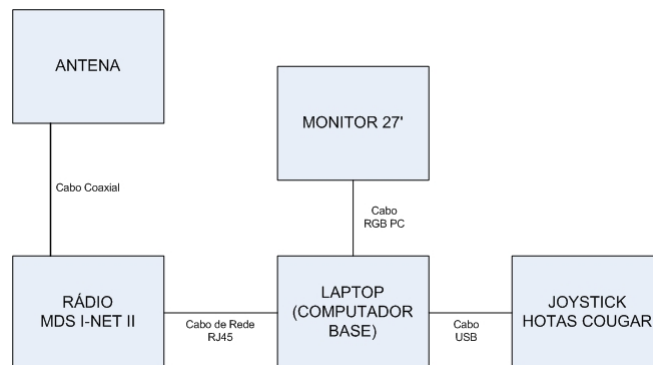 ANTENA
MONITOR 27'
Cabo Coaxial
Cabo
RGB PC
RÁDIO
MDS I-NET II
Cabo de Rede
RJ45
LAPTOP
(COMPUTADOR
BASE)
Cabo
USB
JOYSTICK
HOTAS COUGAR